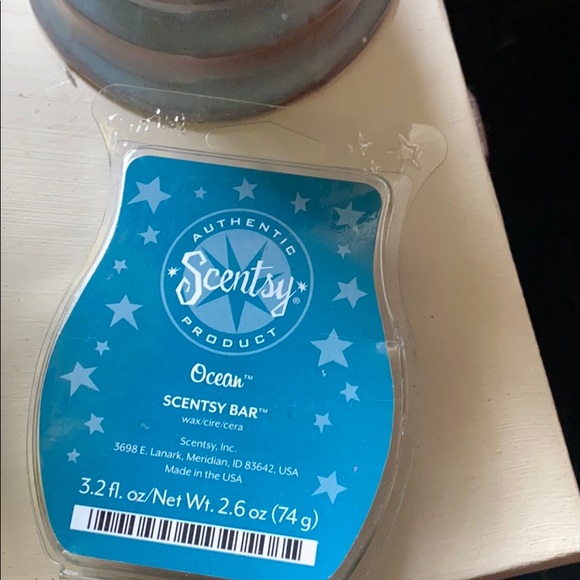 AUTHENTIC
Scentsy®
PRODUCT
Ocean™
SCENTSY BAR™
wax/cire/cera
Scentsy, Inc.
3698 E. Lanark, Meridian, ID 83642, USA
Made in the USA
3.2 fl. oz/Net Wt. 2.6 oz (74 g)